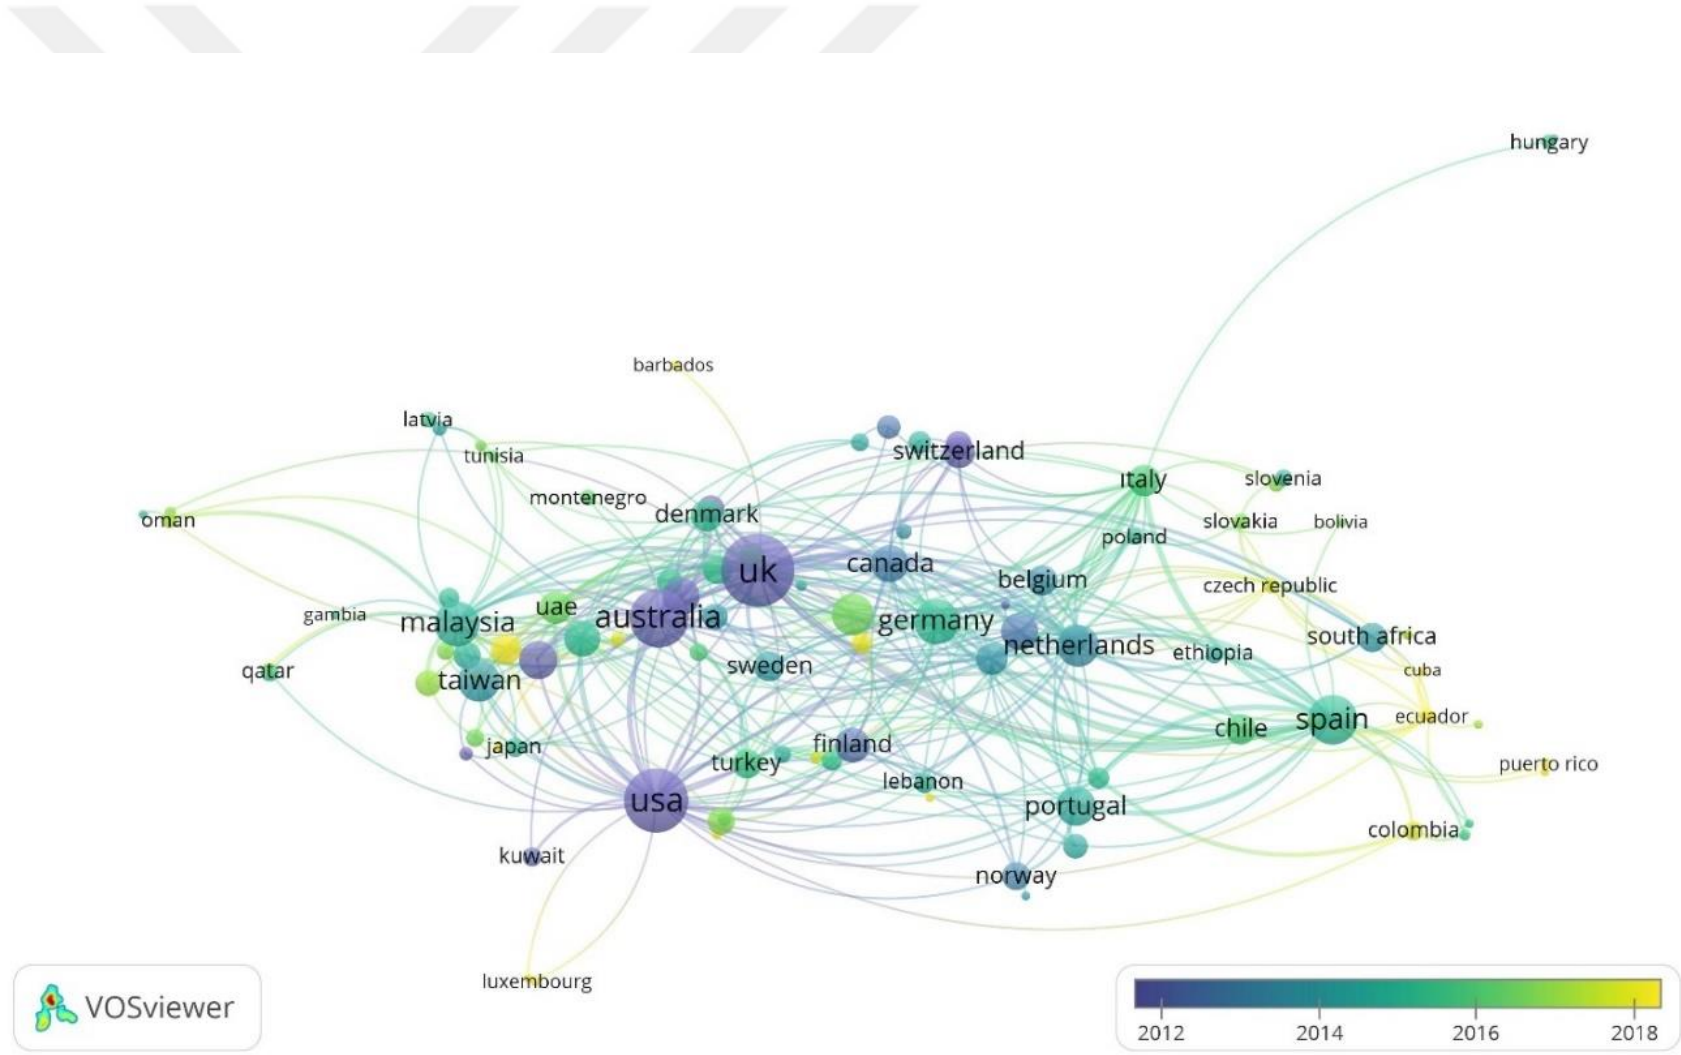 hungary
barbados
latvia
tunisia
switzerland
italy
slovenia
montenegro
denmark
oman
slovakia
bolivia
poland
uk
canada
belgium
czech republic
gambia
malaysia
uae
australia
germany
netherlands
south africa
ethiopia
qatar
taiwan
sweden
cuba
spain
chile
ecuador
japan
finland
turkey
lebanon
puerto rico
usa
portugal
colombia
kuwait
norway
luxembourg
VOSviewer
2012 2014 2016 2018